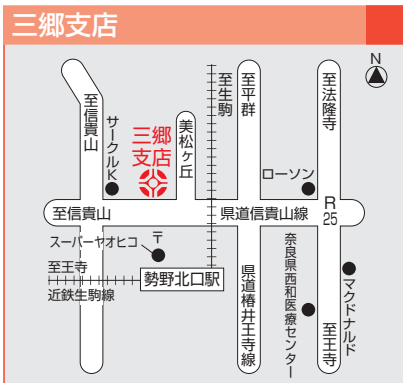 三郷支店
N
至信貴山
サークルK
三郷
支店
美松ヶ丘
至生駒
至平群
至法隆寺
ローソン
至信貴山
県道信貴山線
R
25
スーパーヤオヒコ
〒
至王寺
近鉄生駒線
勢野北口駅
県道椿井王寺線
奈良県西和医療センター
マクドナルド
至王寺